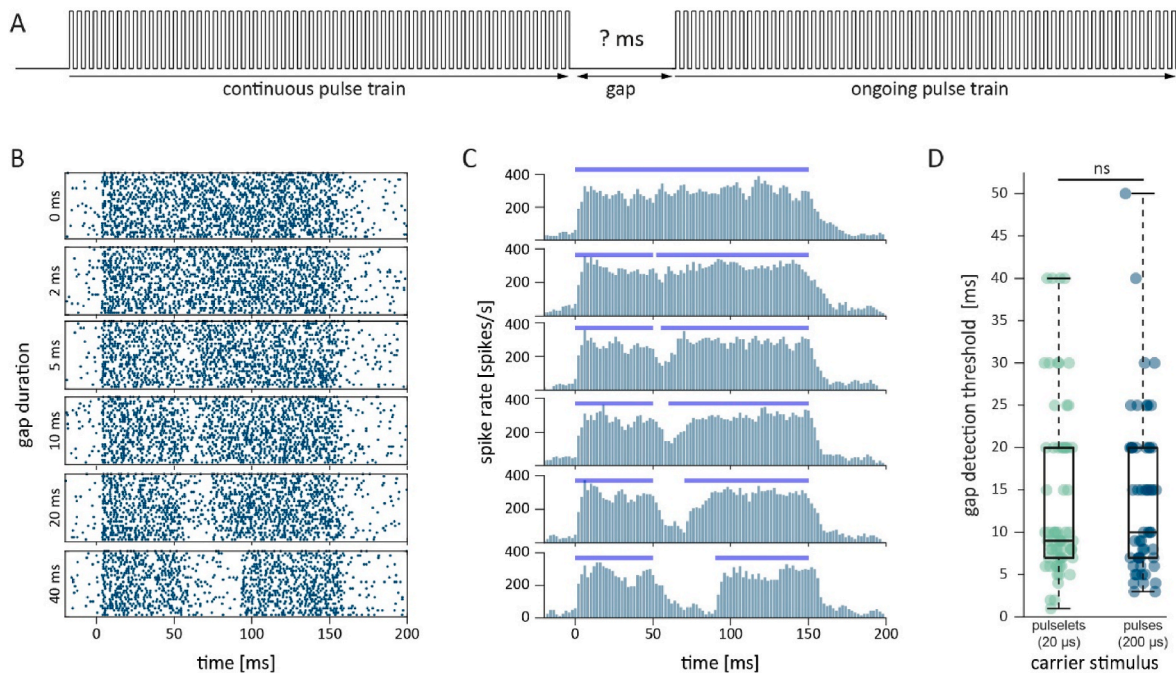 A
? ms
continuous pulse train
gap
ongoing pulse train
B
gap duration
0 ms
2 ms
5 ms
10 ms
20 ms
40 ms
0 50 100 150 200
time [ms]
C
spike rate [spikes/s]
400
200
400
200
400
200
400
200
400
200
400
200
0
0 50 100 150 200
time [ms]
D
ns
gap detection threshold [ms]
50
45
40
35
30
25
20
15
10
5
0
pulselets pulses
(20 µs) (200 µs)
carrier stimulus